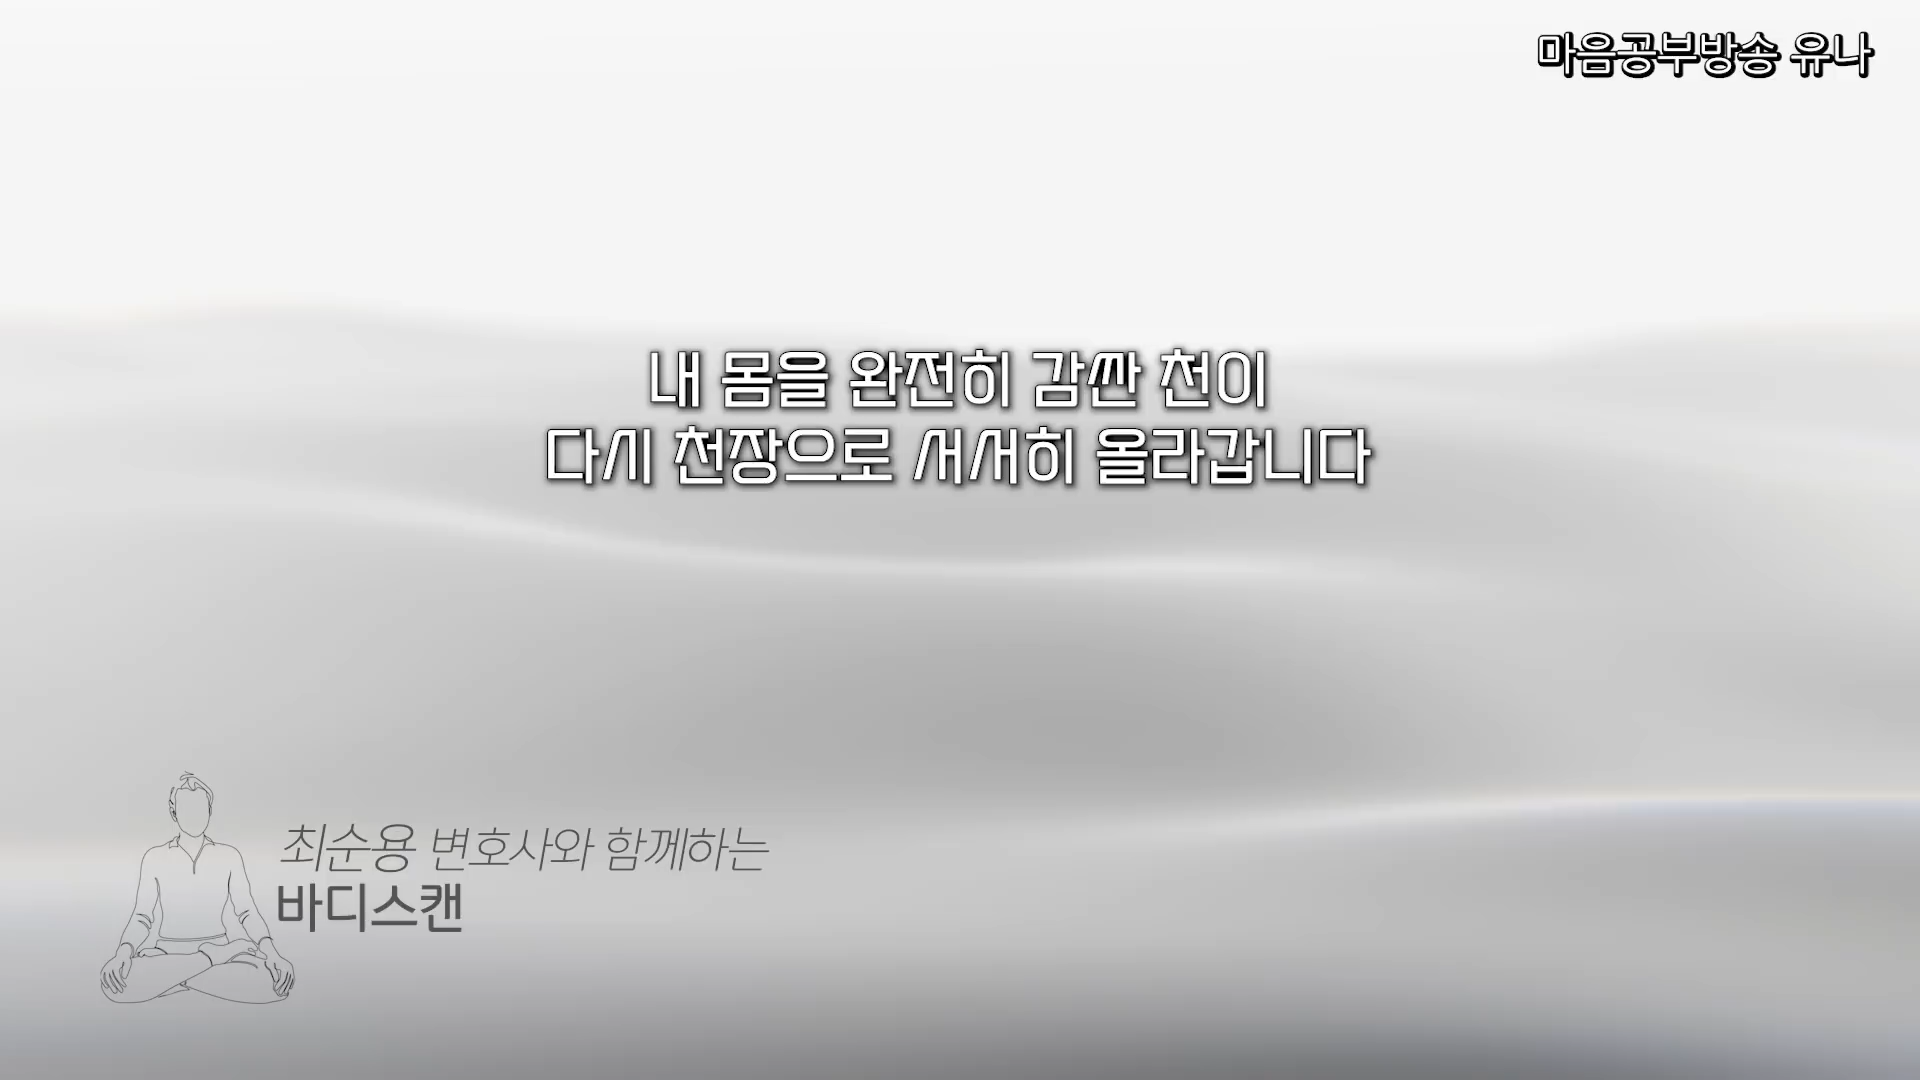 마음공부방송 유나
내 몸을 완전히 감싼 천이
다시 천장으로 서서히 올라갑니다
최순용 변호사와 함께하는
바디스캔